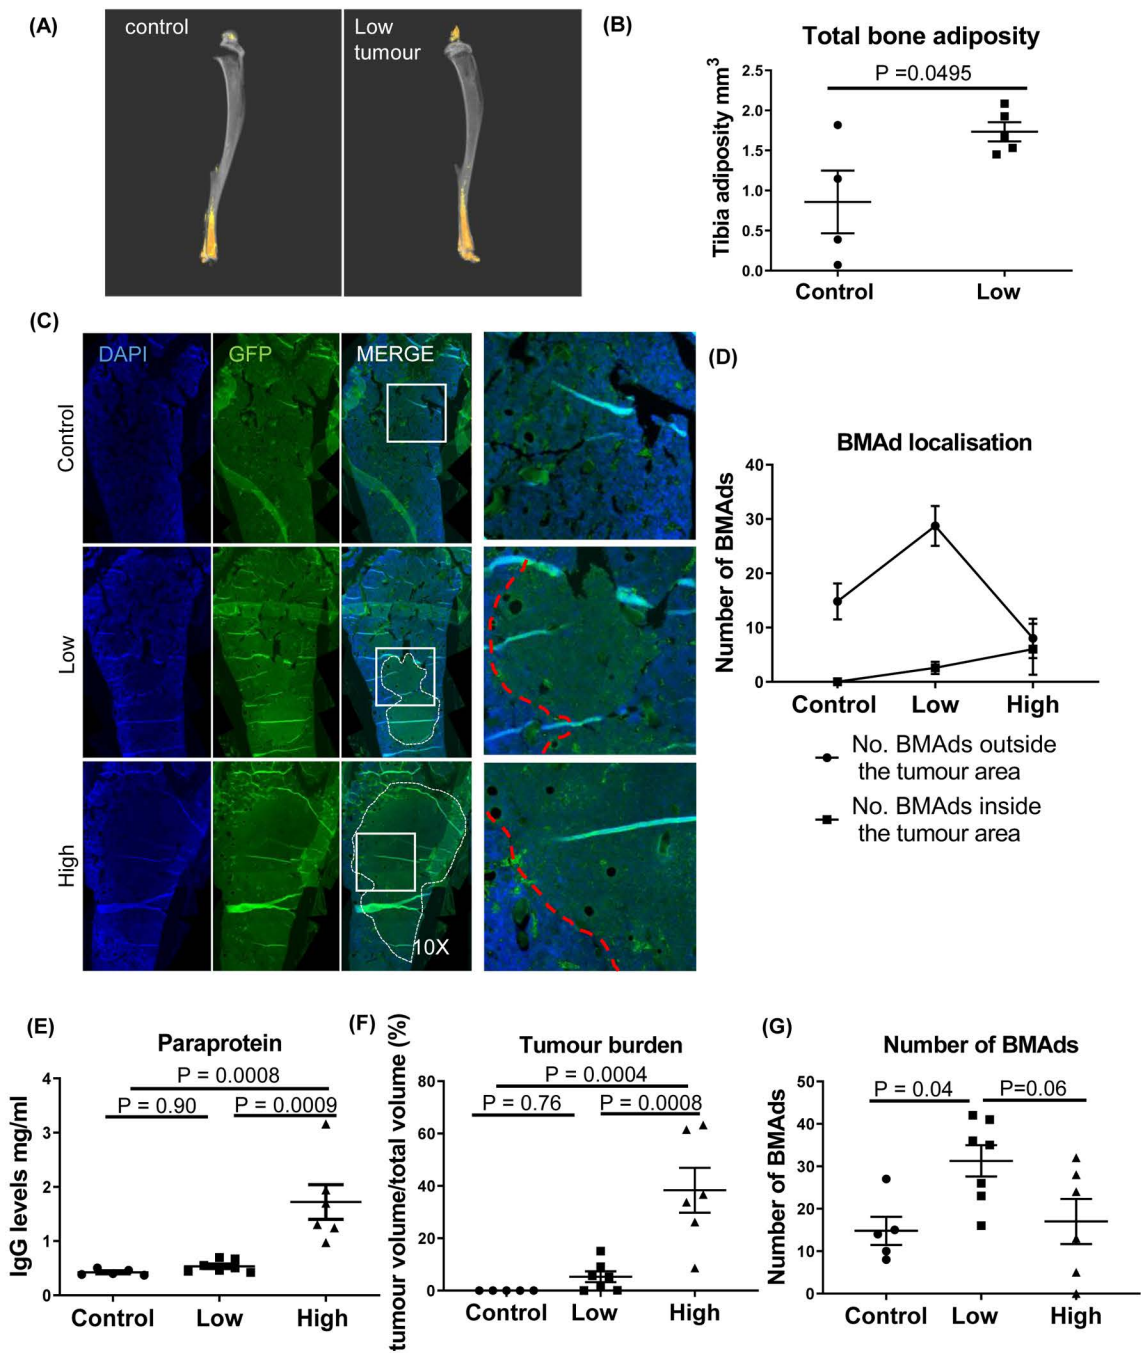 (A)
control
Low
tumour
(B)
Total bone adiposity
P =0.0495
Tibia adiposity mm3
2.5
2.0
1.5
1.0
0.5
0.0
Control
Low
(C)
DAPI
GFP
MERGE
Control
Low
High
10X
(D)
BMAd localisation
Number of BMAds
40
30
20
10
0
Control
Low
High
No. BMAds outside
the tumour area
No. BMAds inside
the tumour area
(E)
Paraprotein
P = 0.0008
P = 0.90
P = 0.0009
IgG levels mg/ml
4
3
2
1
0
Control
Low
High
(F)
Tumour burden
P = 0.0004
P = 0.76
P = 0.0008
tumour volume/total volume (%)
80
60
40
20
0
Control
Low
High
(G)
Number of BMAds
P = 0.04
P=0.06
Number of BMAds
50
40
30
20
10
0
Control
Low
High